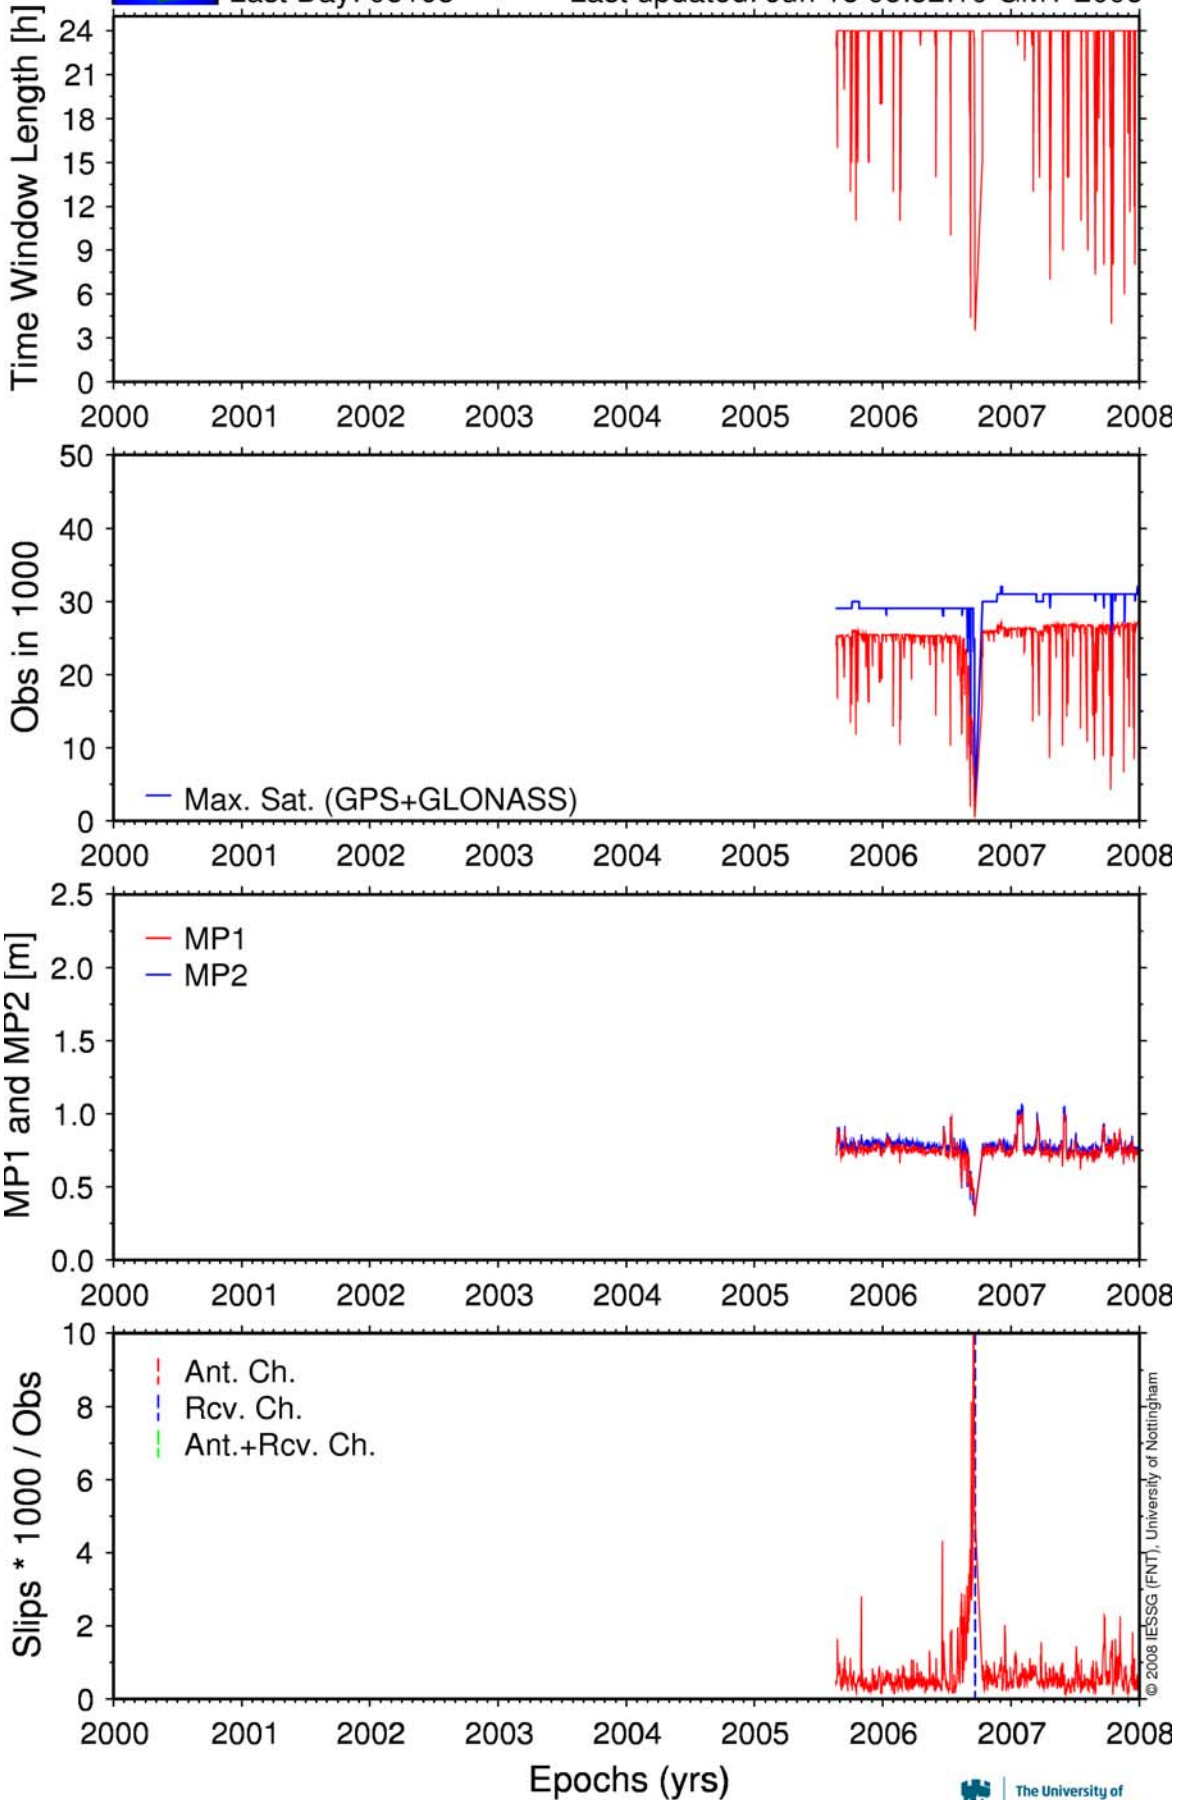 Time Window Length [h]
24
21
18
15
12
9
6
3
0
2000 2001 2002 2003 2004 2005 2006 2007 2008
Obs in 1000
50
40
30
20
10
0
Max. Sat. (GPS+GLONASS)
2000 2001 2002 2003 2004 2005 2006 2007 2008
MP1 and MP2 [m]
2.5
2.0
1.5
1.0
0.5
0.0
MP1
MP2
2000 2001 2002 2003 2004 2005 2006 2007 2008
Slips * 1000 / Obs
10
8
6
4
2
0
Ant. Ch.
Rcv. Ch.
Ant.+Rcv. Ch.
© 2008 IESSG (FNT), University of Nottingham
2000 2001 2002 2003 2004 2005 2006 2007 2008
Epochs (yrs)
The University of